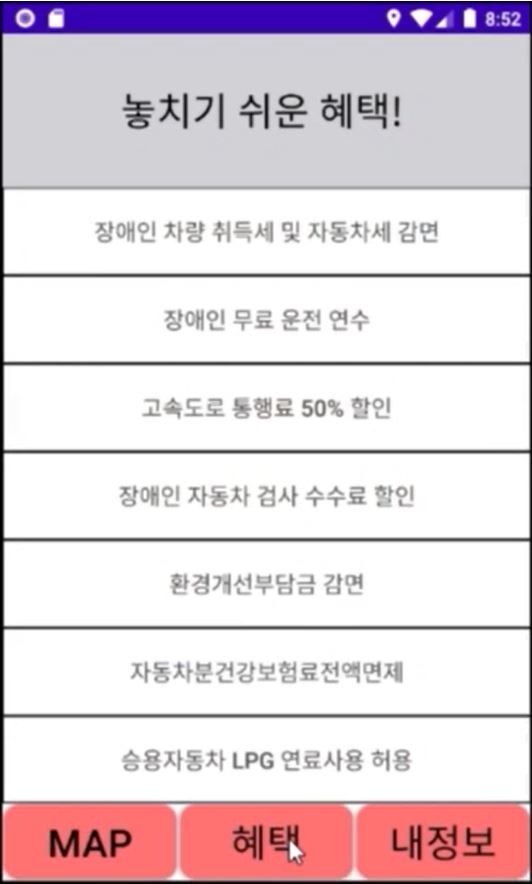 8:52
놓치기 쉬운 혜택!
장애인 차량 취득세 및 자동차세 감면
장애인 무료 운전 연수
고속도로 통행료 50% 할인
장애인 자동차 검사 수수료 할인
환경개선부담금 감면
자동차분건강보험료전액면제
승용자동차 LPG 연료사용 허용
MAP 혜택 내정보